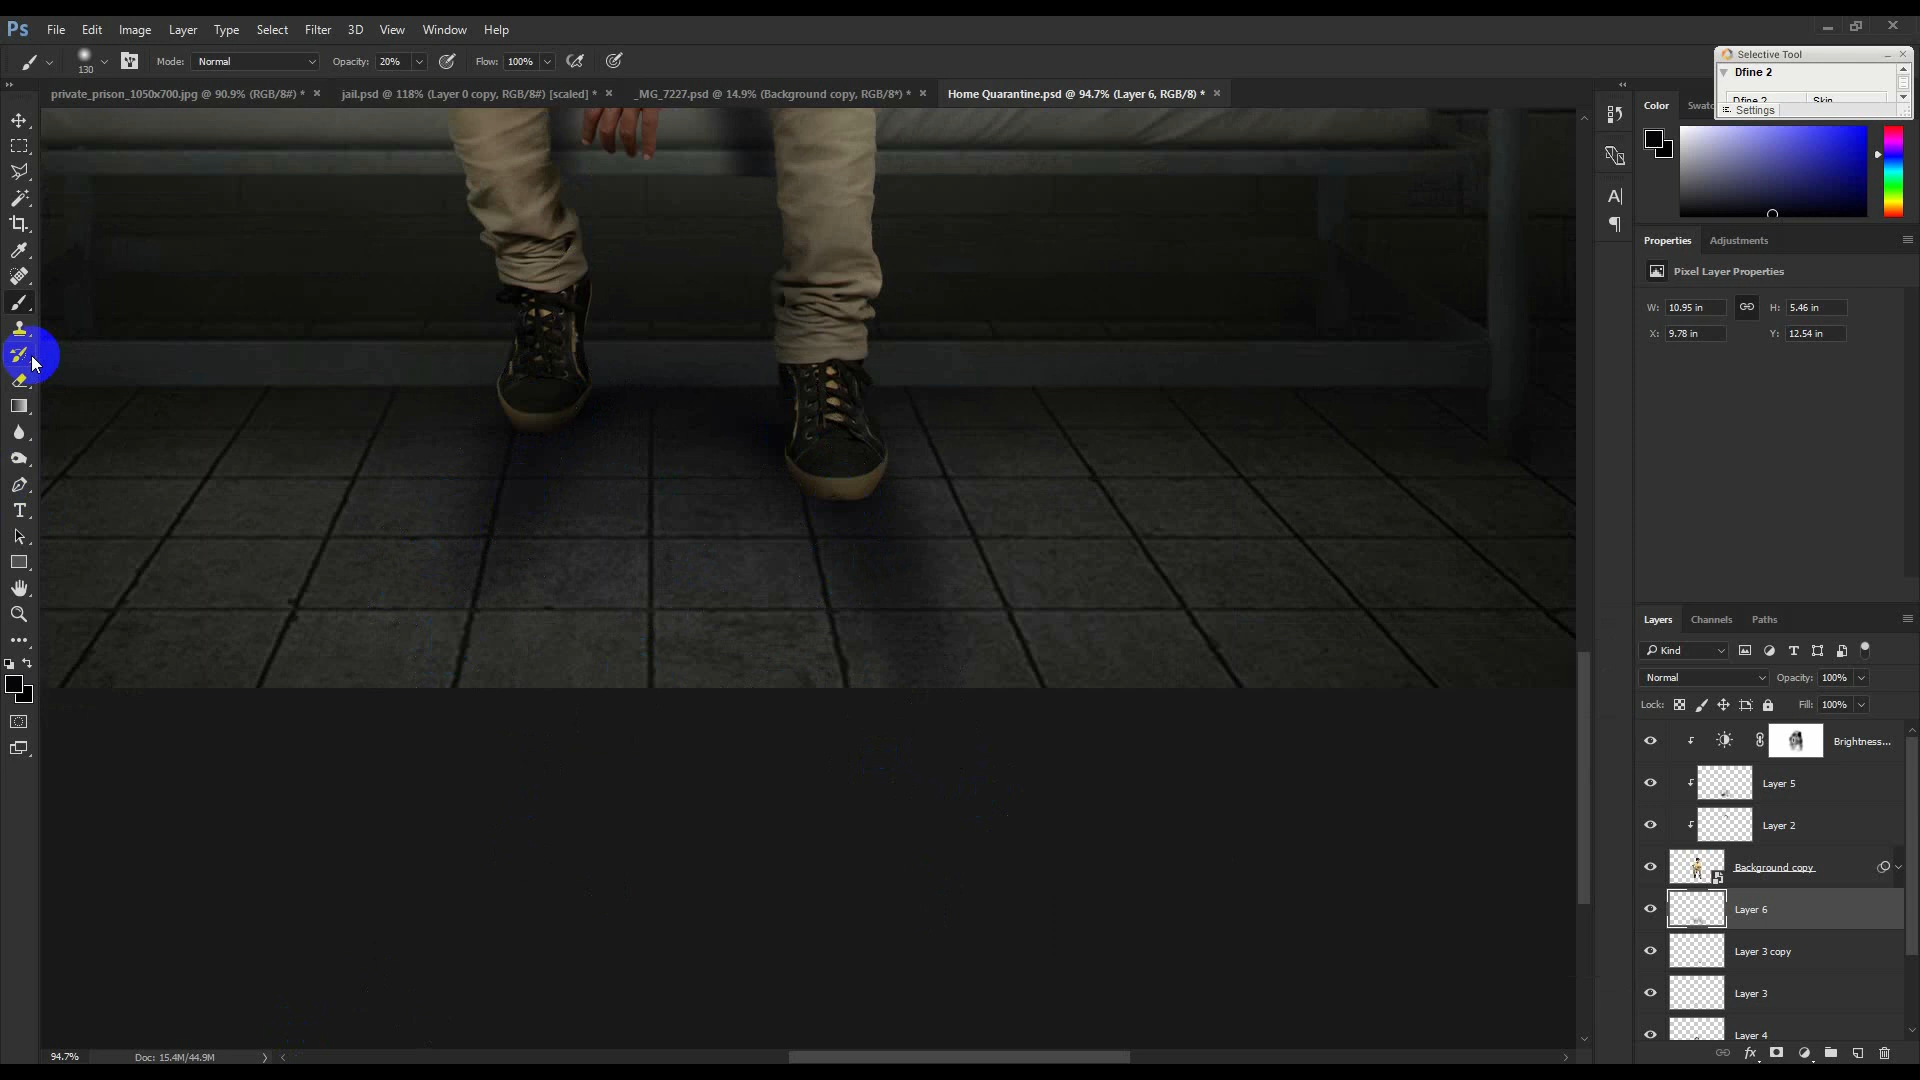 Ps File Edit Image Layer Type Select Filter 3D View Window Help
130 Mode: Normal Opacity: 20% Flow: 100%
Selective Tool
Dfine 2
Settings
private_prison_1050x700.jpg @ 90.9% (RGB/8#) *
jail.psd @ 118% (Layer 0 copy, RGB/8#) [scaled] *
_MG_7227.psd @ 14.9% (Background copy, RGB/8*) *
Home Quarantine.psd @ 94.7% (Layer 6, RGB/8) *
Color Swatc
Properties Adjustments
Pixel Layer Properties
W: 10.95 in H: 5.46 in
X: 9.78 in Y: 12.54 in
Layers Channels Paths
Kind
Normal Opacity: 100%
Lock: Fill: 100%
Brightness...
Layer 5
Layer 2
Background copy
Layer 6
Layer 3 copy
Layer 3
Layer 4
94.7% Doc: 15.4M/44.9M